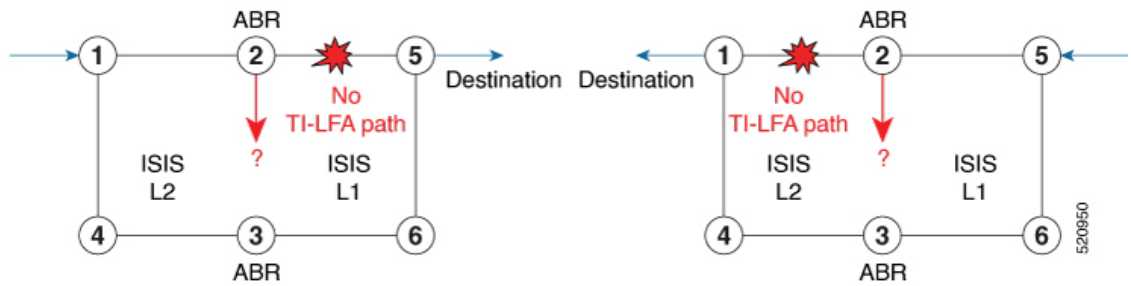 ABR
1
2
5
Destination
No
TI-LFA path
?
ISIS
L2
ISIS
L1
4
3
6
ABR
ABR
1
2
5
Destination
No
TI-LFA path
?
ISIS
L2
ISIS
L1
4
3
6
ABR
520950